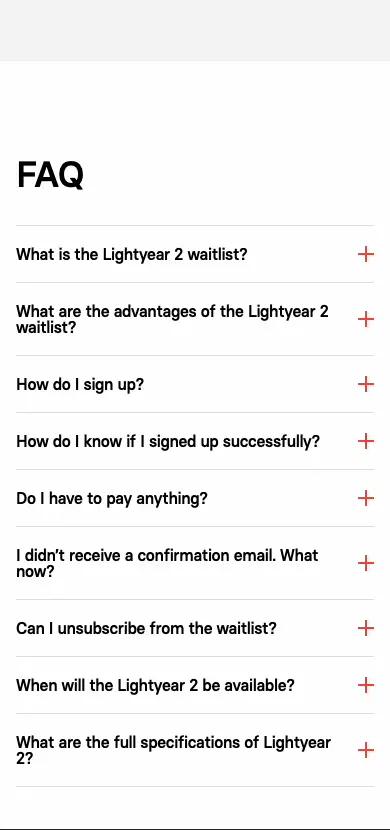 FAQ
What is the Lightyear 2 waitlist?
What are the advantages of the Lightyear 2
waitlist?
How do I sign up?
How do I know if I signed up successfully?
Do I have to pay anything?
I didn’t receive a confirmation email. What
now?
Can I unsubscribe from the waitlist?
When will the Lightyear 2 be available?
What are the full specifications of Lightyear
2?